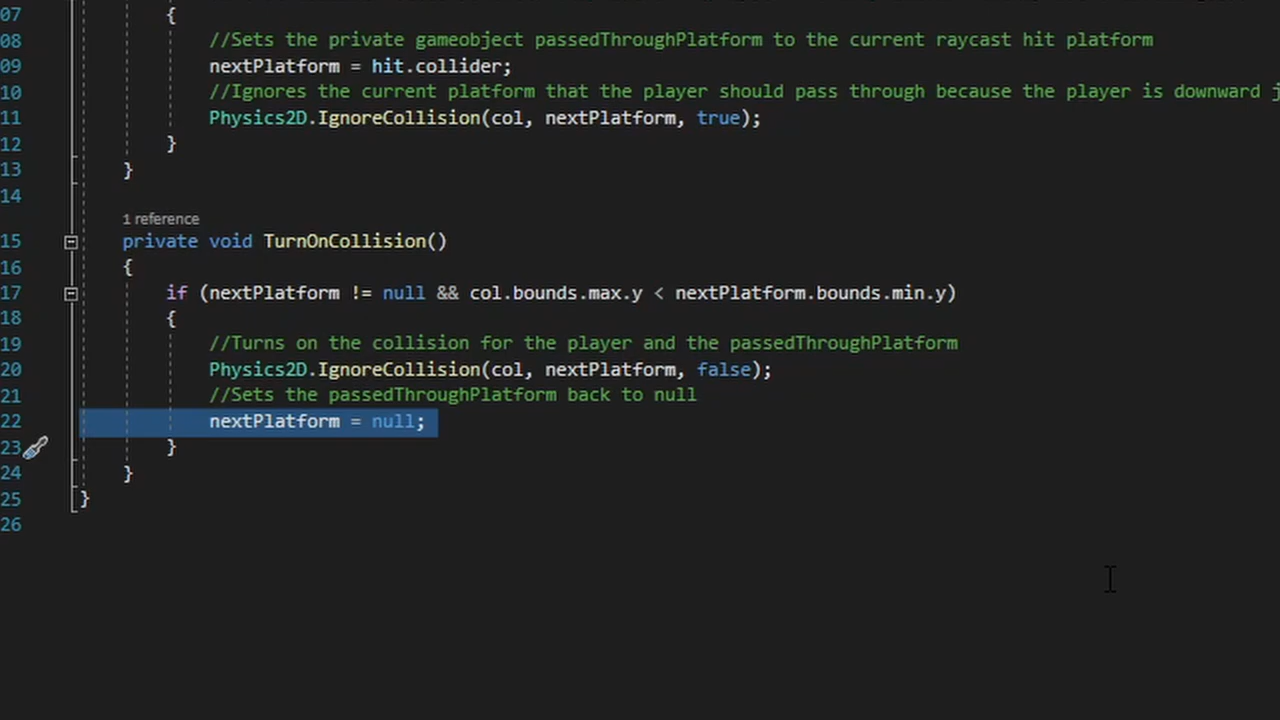 07 {
08 //Sets the private gameobject passedThroughPlatform to the current raycast hit platform
09 nextPlatform = hit.collider;
10 //Ignores the current platform that the player should pass through because the player is downward j
11 Physics2D.IgnoreCollision(col, nextPlatform, true);
12 }
13 }
14
1 reference
15 private void TurnOnCollision()
16 {
17 if (nextPlatform != null && col.bounds.max.y < nextPlatform.bounds.min.y)
18 {
19 //Turns on the collision for the player and the passedThroughPlatform
20 Physics2D.IgnoreCollision(col, nextPlatform, false);
21 //Sets the passedThroughPlatform back to null
22 nextPlatform = null;
23 }
24 }
25 }
26